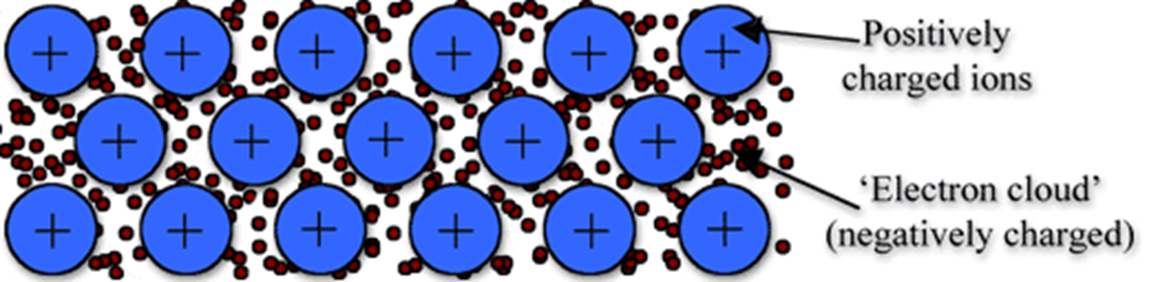 + + + + + +
+ + + + +
+ + + + + +
Positively
charged ions
‘Electron cloud’
(negatively charged)